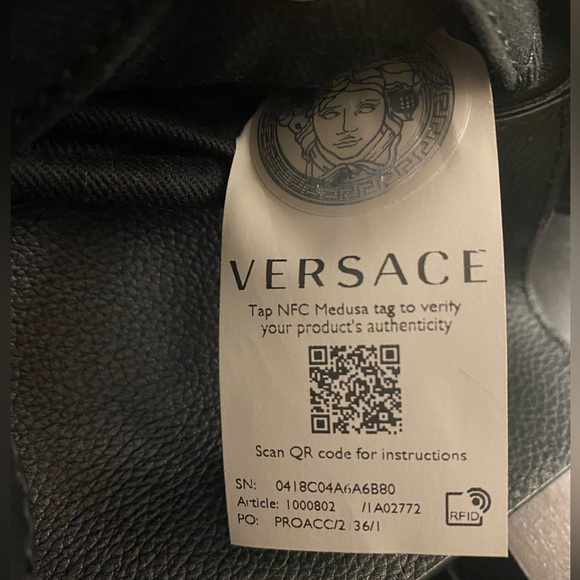 VERSACE
Tap NFC Medusa tag to verify
your product's authenticity
Scan QR code for instructions
SN: 0418C04A6A6B80
Article: 1000802 /1A02772
PO: PROACC/2 36/1
RFID